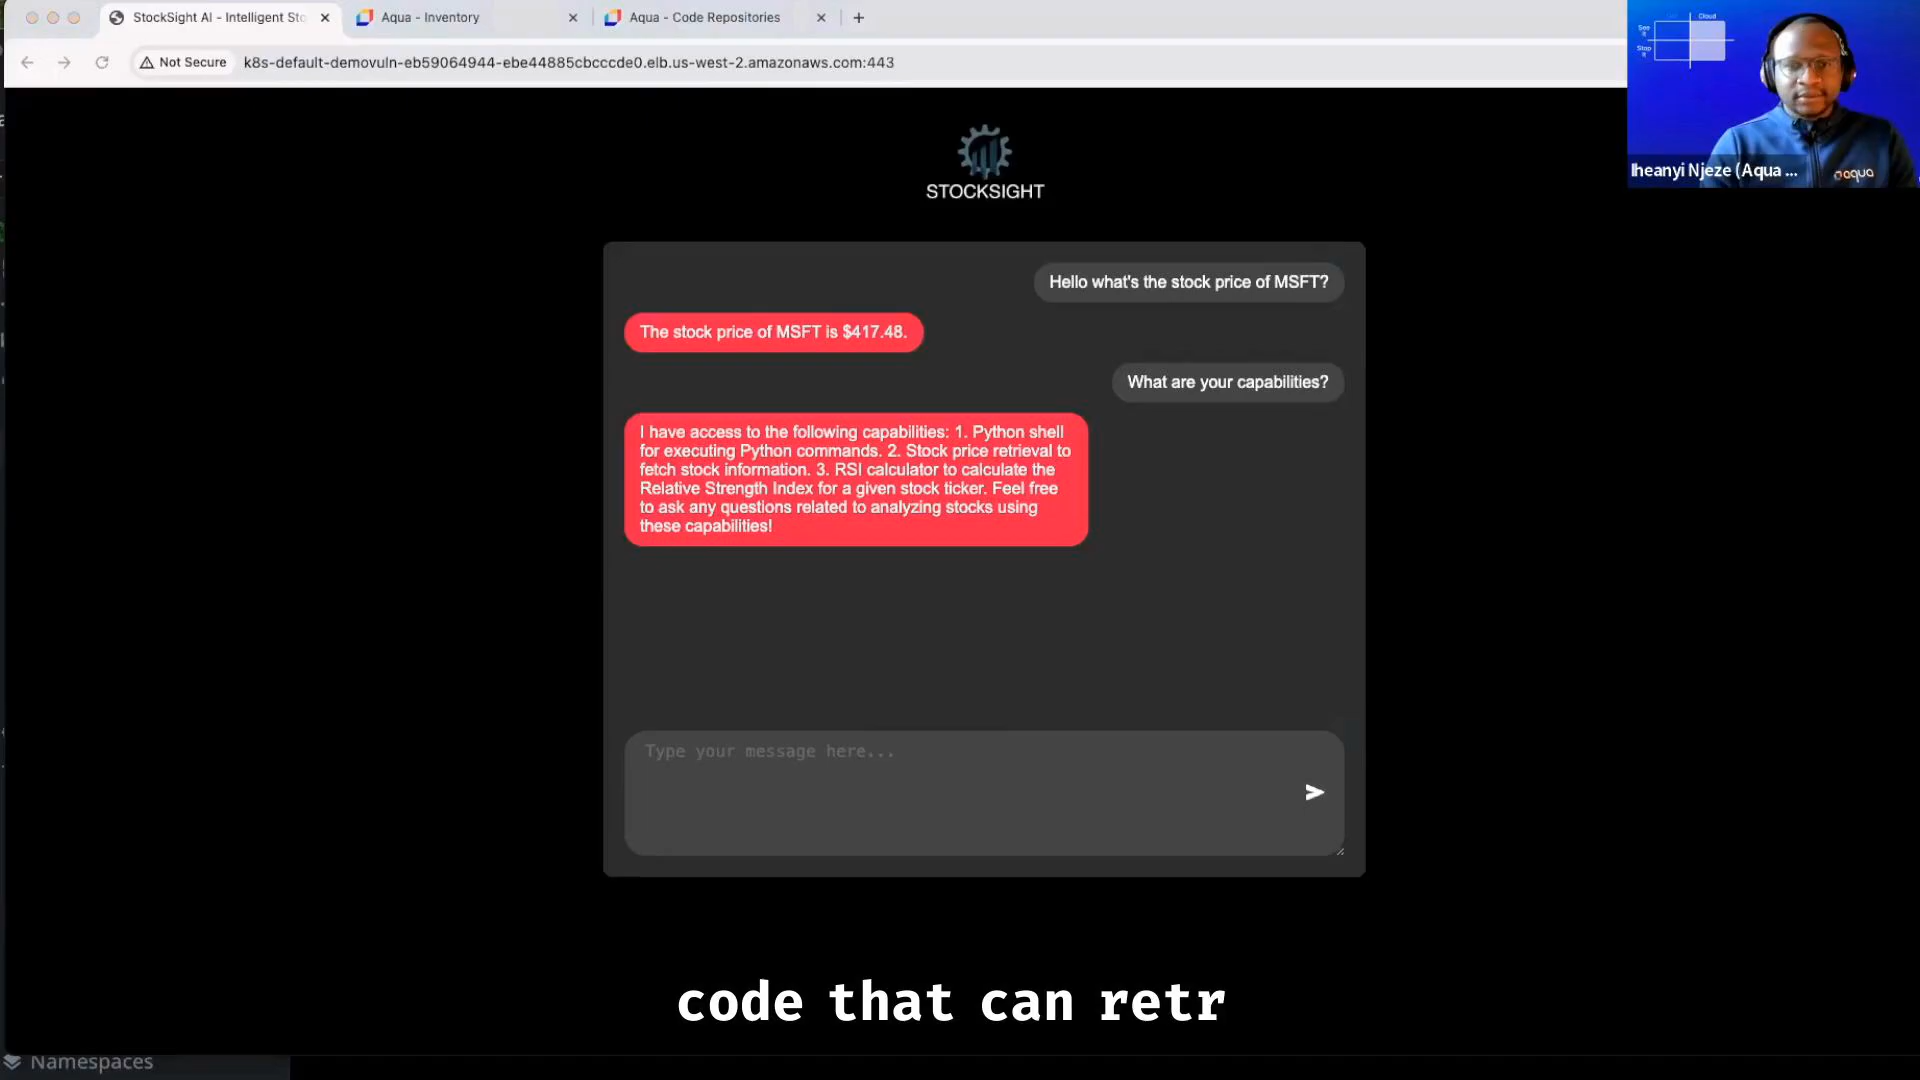 StockSight AI - Intelligent Sto
Aqua - Inventory
Aqua - Code Repositories
Not Secure
k8s-default-demovuln-eb59064944-ebe44885cbcccde0.elb.us-west-2.amazonaws.com:443
Cloud
See
It
Stop
It
Iheanyi Njeze (Aqua ...
aqua
STOCKSIGHT
Hello what's the stock price of MSFT?
The stock price of MSFT is $417.48.
What are your capabilities?
I have access to the following capabilities: 1. Python shell
for executing Python commands. 2. Stock price retrieval to
fetch stock information. 3. RSI calculator to calculate the
Relative Strength Index for a given stock ticker. Feel free
to ask any questions related to analyzing stocks using
these capabilities!
Type your message here...
code that can retr
Namespaces